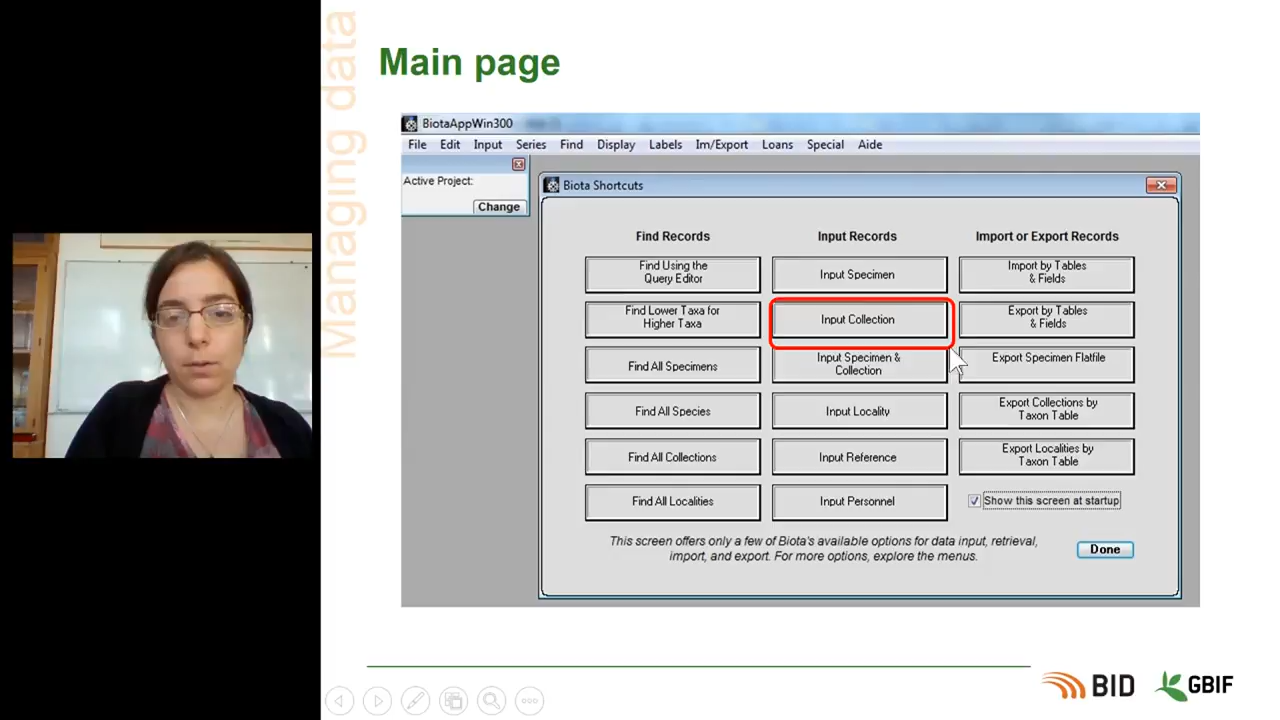 Managing data
Main page
BiotaAppWin300
File Edit Input Series Find Display Labels Im/Export Loans Special Aide
Active Project:
Change
Biota Shortcuts
Find Records
Find Using the
Query Editor
Find Lower Taxa for
Higher Taxa
Find All Specimens
Find All Species
Find All Collections
Find All Localities
Input Records
Input Specimen
Input Collection
Input Specimen &
Collection
Input Locality
Input Reference
Input Personnel
Import or Export Records
Import by Tables
& Fields
Export by Tables
& Fields
Export Specimen Flatfile
Export Collections by
Taxon Table
Export Localities by
Taxon Table
Show this screen at startup
This screen offers only a few of Biota's available options for data input, retrieval,
import, and export. For more options, explore the menus.
Done
BID
GBIF